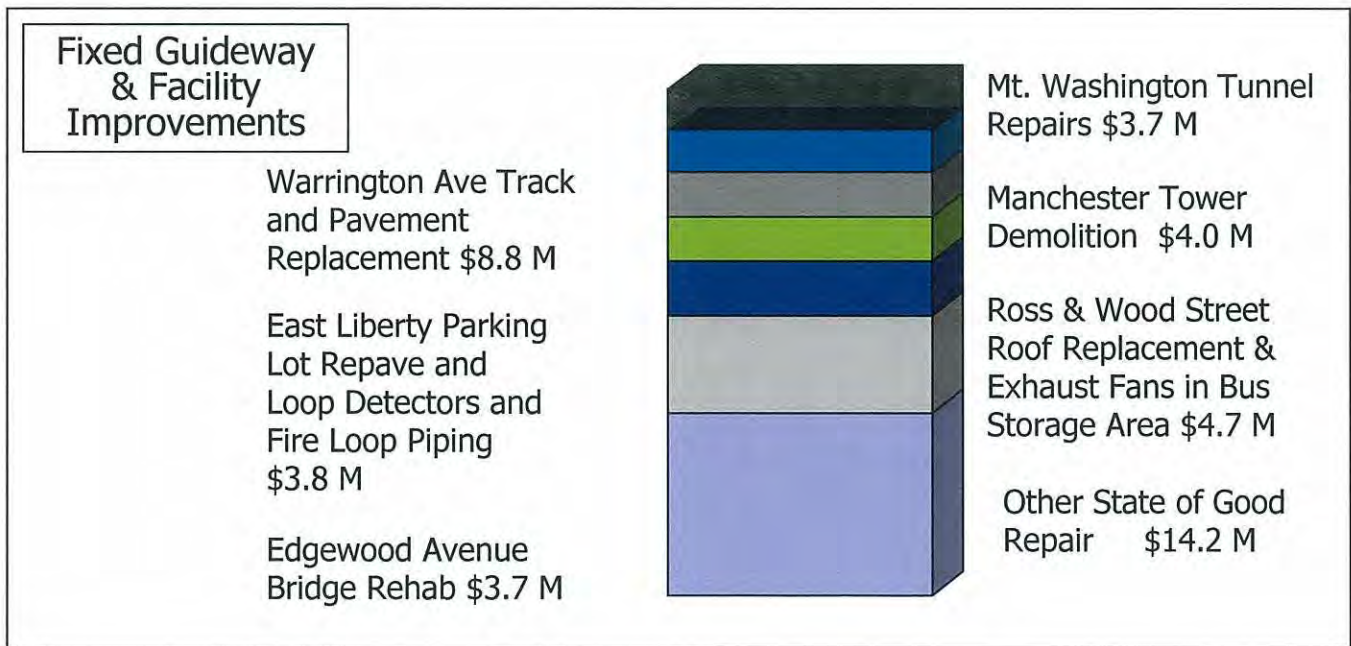 Fixed Guideway
& Facility
Improvements
Warrington Ave Track
and Pavement
Replacement $8.8 M
East Liberty Parking
Lot Repave and
Loop Detectors and
Fire Loop Piping
$3.8 M
Edgewood Avenue
Bridge Rehab $3.7 M
Mt. Washington Tunnel
Repairs $3.7 M
Manchester Tower
Demolition $4.0 M
Ross & Wood Street
Roof Replacement &
Exhaust Fans in Bus
Storage Area $4.7 M
Other State of Good
Repair $14.2 M